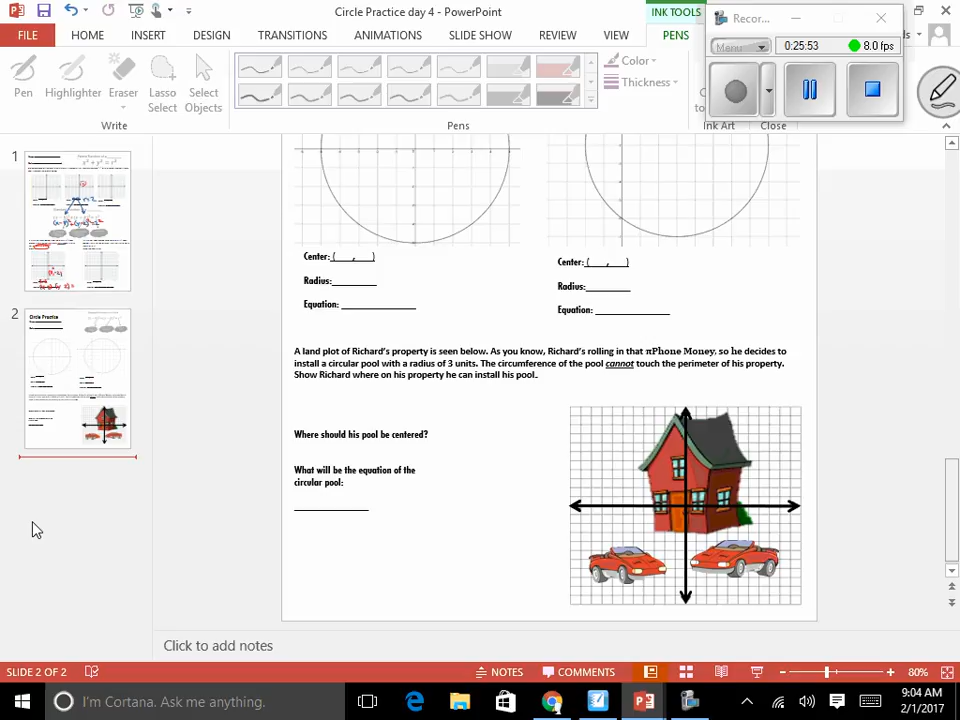 Circle Practice day 4 - PowerPoint
INK TOOLS
Recor...
FILE
HOME
INSERT
DESIGN
TRANSITIONS
ANIMATIONS
SLIDE SHOW
REVIEW
VIEW
PENS
Menu
0:25:53
8.0 fps
Pen
Highlighter
Eraser
Lasso
Select
Select
Objects
Color
Thickness
Write
Pens
Ink Art
Close
1
2
Circle Practice
Center: ( , )
Radius:
Equation:
Center: ( , )
Radius:
Equation:
A land plot of Richard's property is seen below. As you know, Richard's rolling in that πPhone Money, so he decides to
install a circular pool with a radius of 3 units. The circumference of the pool cannot touch the perimeter of his property.
Show Richard where on his property he can install his pool.
Where should his pool be centered?
What will be the equation of the
circular pool:
Click to add notes
SLIDE 2 OF 2
NOTES
COMMENTS
80%
I'm Cortana. Ask me anything.
9:04 AM
2/1/2017